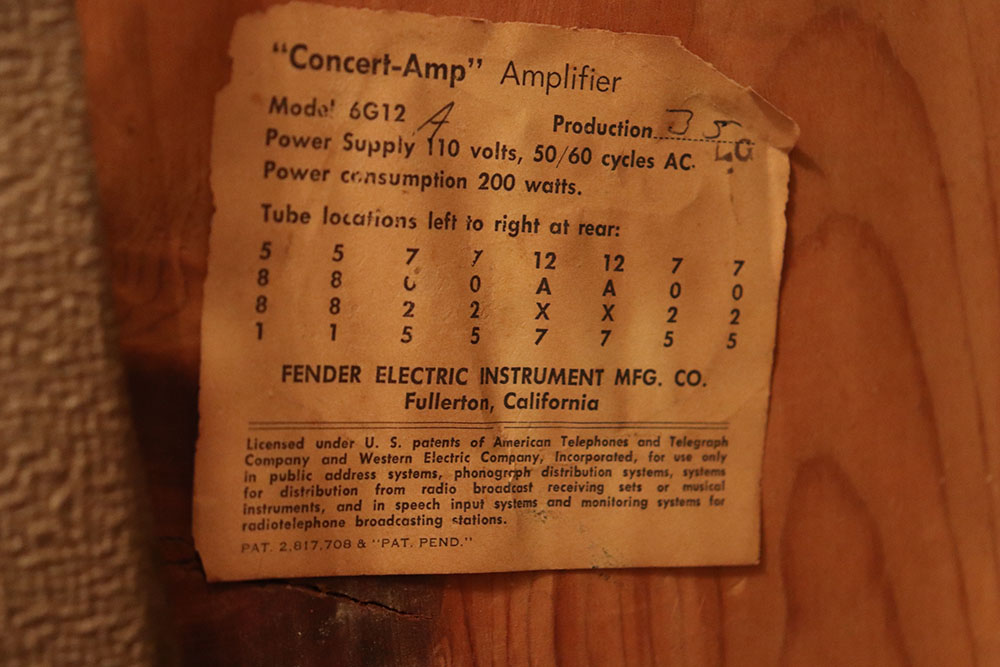 "Concert-Amp" Amplifier
Model 6G12 A
Production 35
LG
Power Supply 110 volts, 50/60 cycles AC.
Power consumption 200 watts.
Tube locations left to right at rear:
5 5 7 7 12 12 7 7
8 8 0 0 A A 0 0
8 8 2 2 X X 2 2
1 1 5 5 7 7 5 5
FENDER ELECTRIC INSTRUMENT MFG. CO.
Fullerton, California
Licensed under U. S. patents of American Telephones and Telegraph
Company and Western Electric Company, Incorporated, for use only
in public address systems, phonograph distribution systems, systems
for distribution from radio broadcast receiving sets or musical
instruments, and in speech input systems and monitoring systems for
radiotelephone broadcasting stations.
PAT. 2,817,708 & "PAT. PEND."